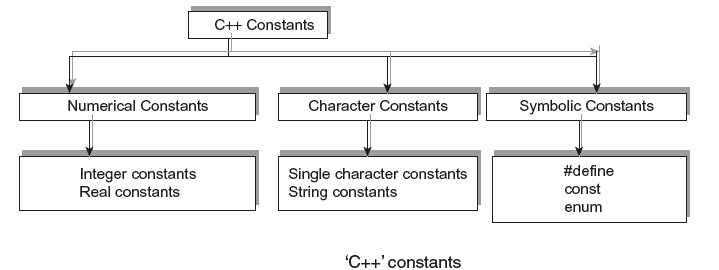 C++ Constants
Numerical Constants
Character Constants
Symbolic Constants
Integer constants
Real constants
Single character constants
String constants
#define
const
enum
‘C++’ constants